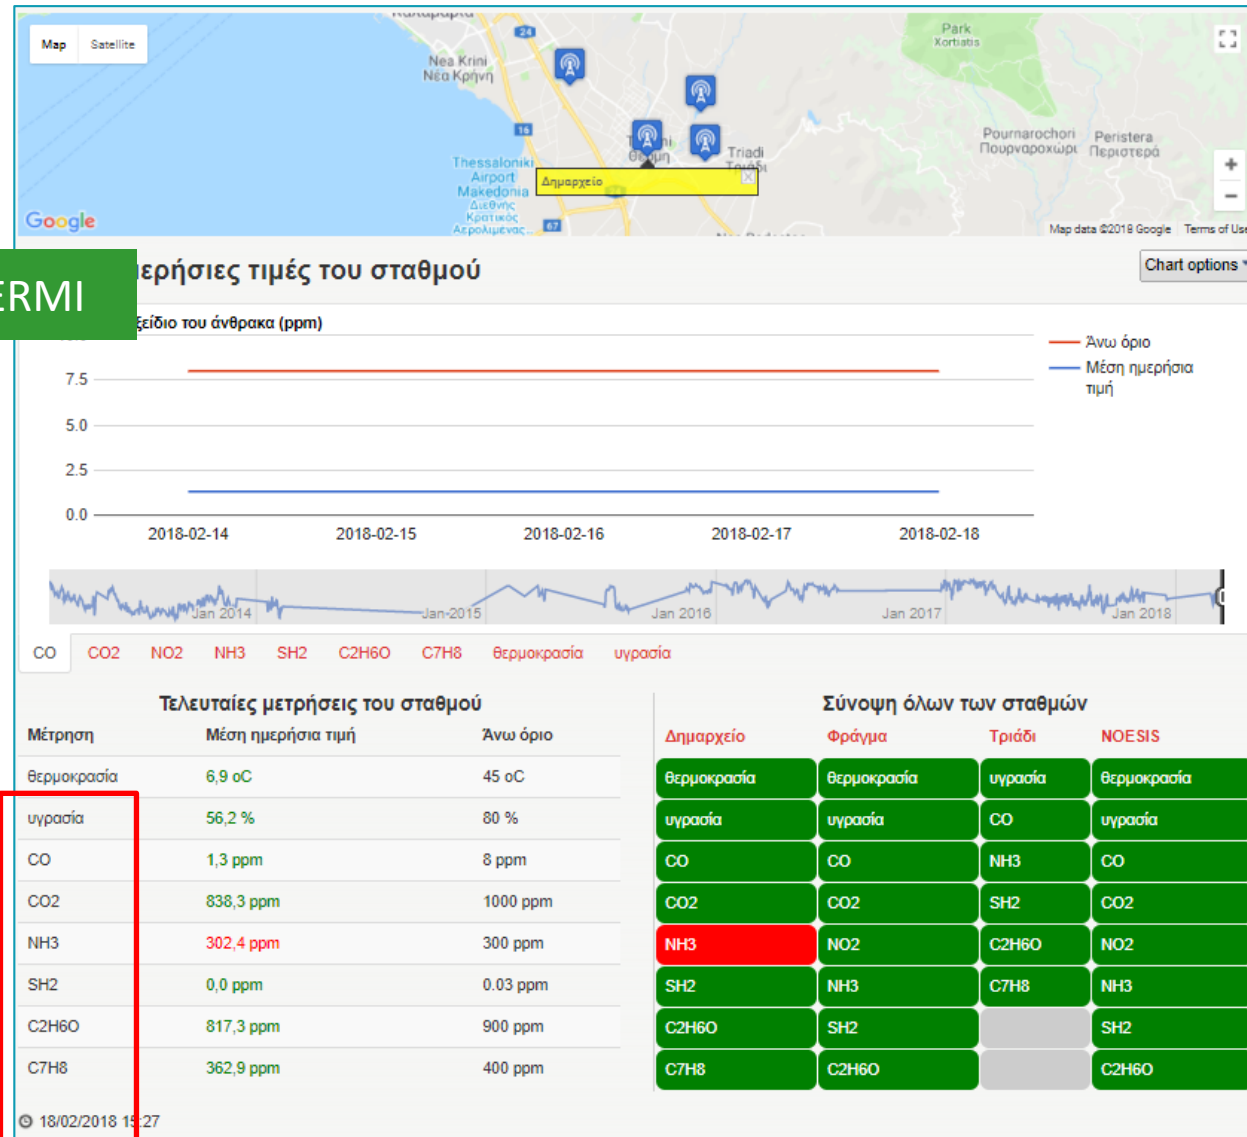 Map Satellite
24
Park
Xortiatis
Nea Krini
Νέα Κρήνη
16
Pournarochori
Πουρναροχώρι
Peristera
Περιστερά
Triadi
Thessaloniki
Airport
Makedonia
Διεθνής
Κρατικός
Αερολιμένας...
Δημαρχείο
67
Google
Map data ©2018 Google Terms of Use
ERMI
μερήσιες τιμές του σταθμού
Chart options
ξείδιο του άνθρακα (ppm)
Άνω όριο
Μέση ημερήσια
τιμή
7.5
5.0
2.5
0.0
2018-02-14 2018-02-15 2018-02-16 2018-02-17 2018-02-18
Jan 2014 Jan 2015 Jan 2016 Jan 2017 Jan 2018
CO CO2 NO2 NH3 SH2 C2H6O C7H8 θερμοκρασία υγρασία
Τελευταίες μετρήσεις του σταθμού
Μέτρηση Μέση ημερήσια τιμή Άνω όριο
θερμοκρασία 6,9 oC 45 oC
υγρασία 56,2 % 80 %
CO 1,3 ppm 8 ppm
CO2 838,3 ppm 1000 ppm
NH3 302,4 ppm 300 ppm
SH2 0,0 ppm 0.03 ppm
C2H6O 817,3 ppm 900 ppm
C7H8 362,9 ppm 400 ppm
18/02/2018 15:27
Σύνοψη όλων των σταθμών
Δημαρχείο Φράγμα Τριάδι NOESIS
θερμοκρασία θερμοκρασία υγρασία θερμοκρασία
υγρασία υγρασία CO υγρασία
CO CO NH3 CO
CO2 CO2 SH2 CO2
NH3 NO2 C2H6O NO2
SH2 NH3 C7H8 NH3
C2H6O SH2 SH2
C7H8 C2H6O C2H6O